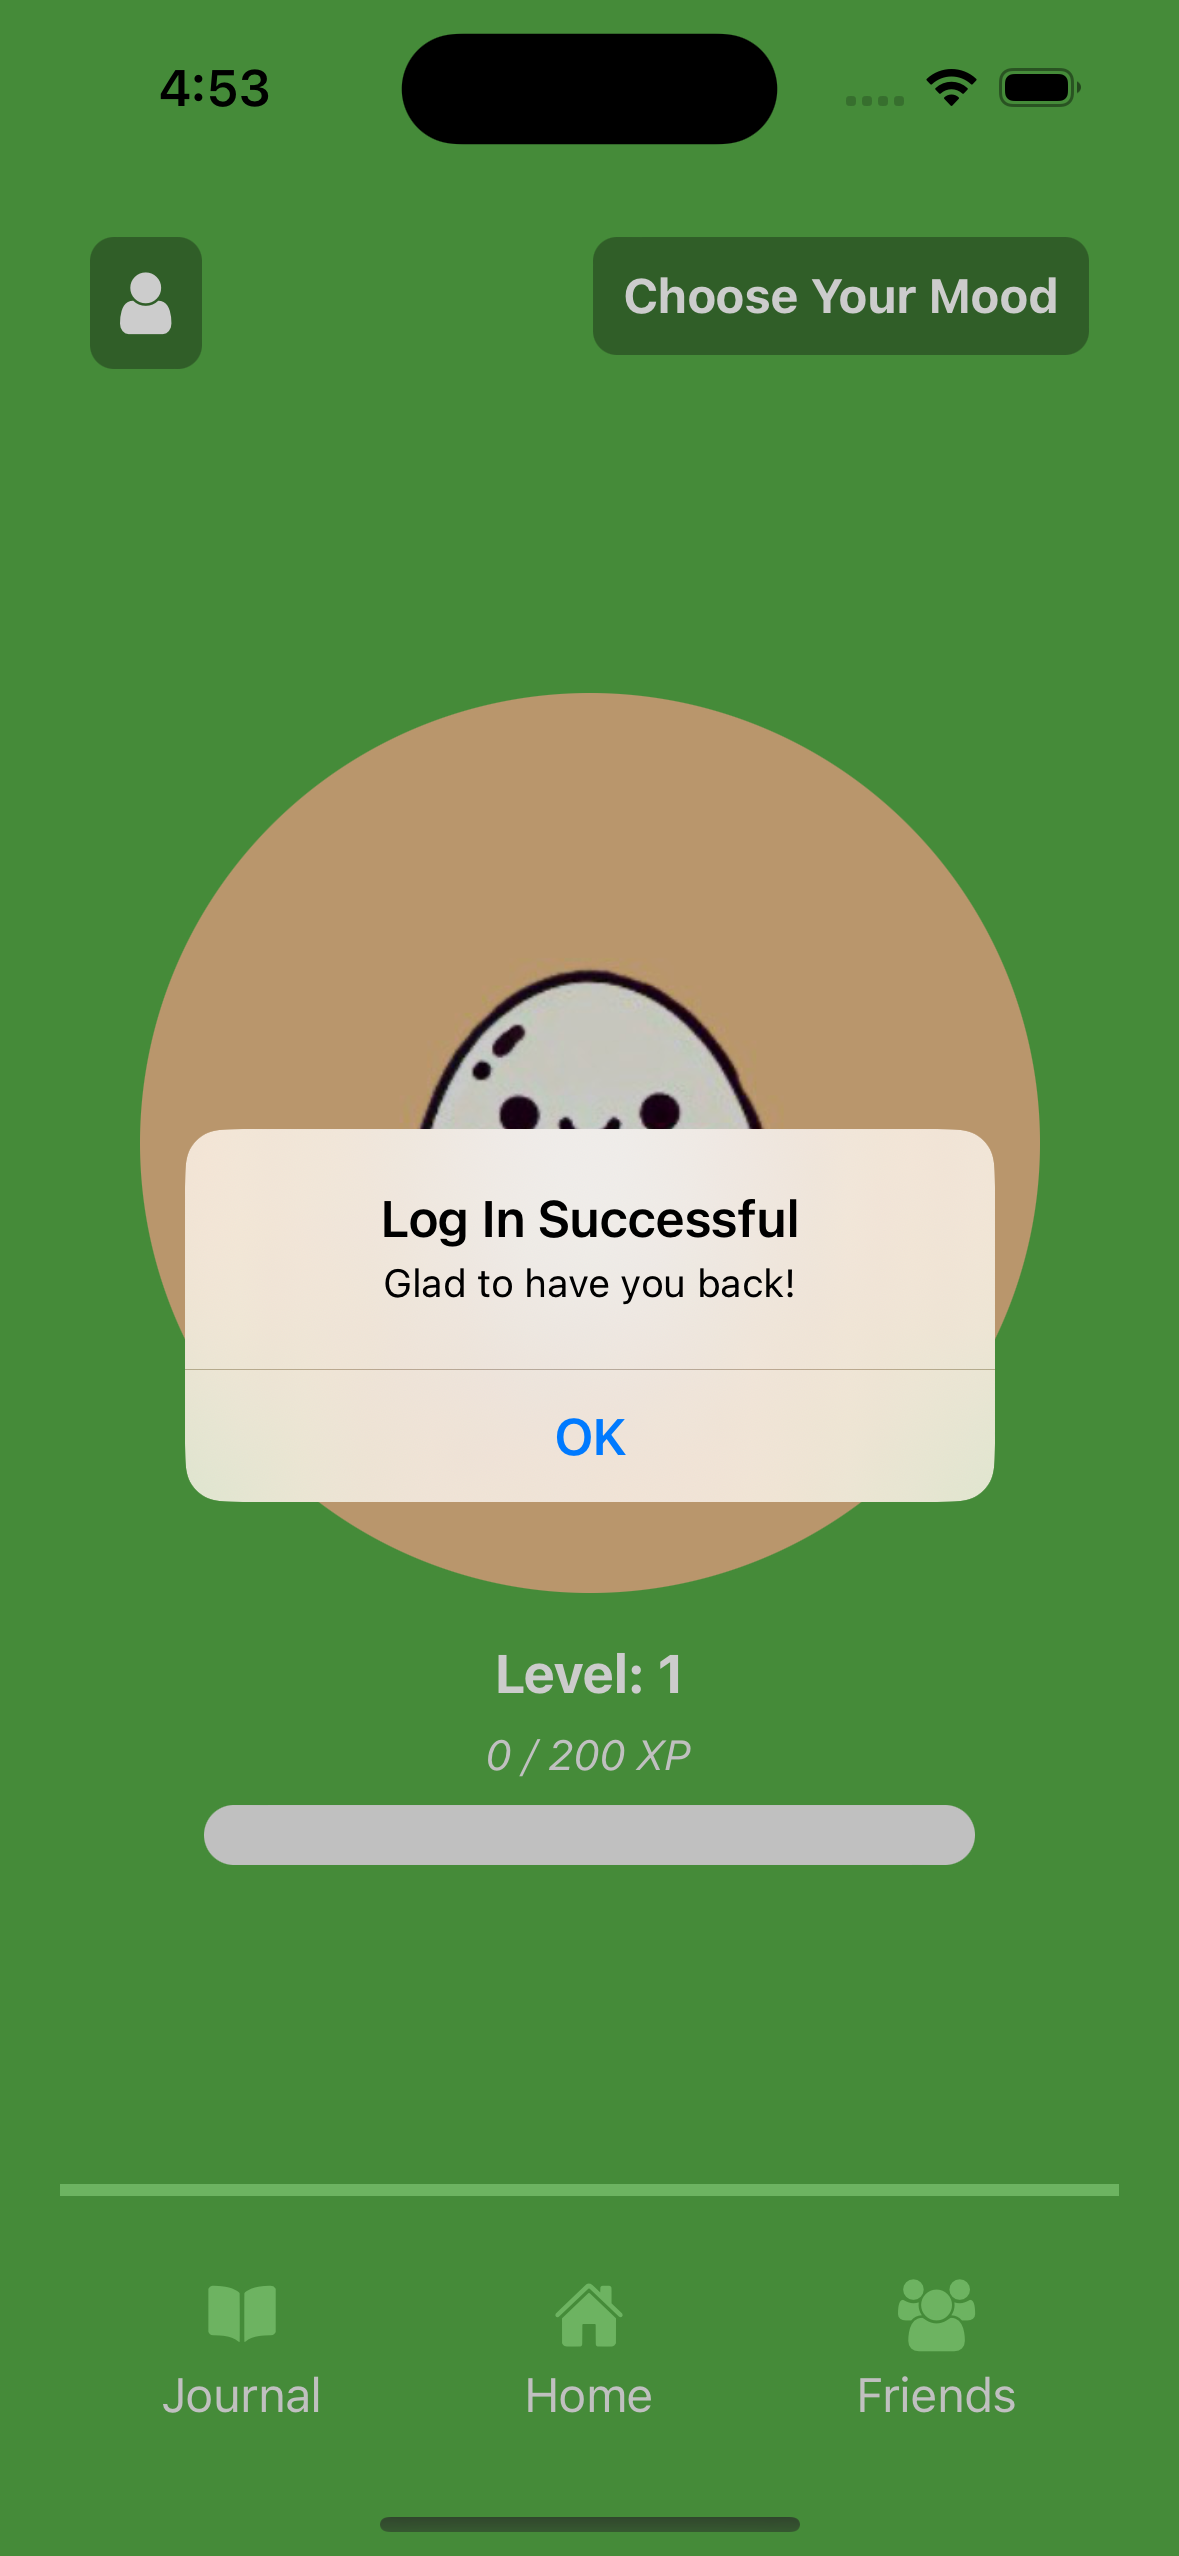 4:53
Choose Your Mood
Log In Successful
Glad to have you back!
OK
Level: 1
0 / 200 XP
Journal
Home
Friends